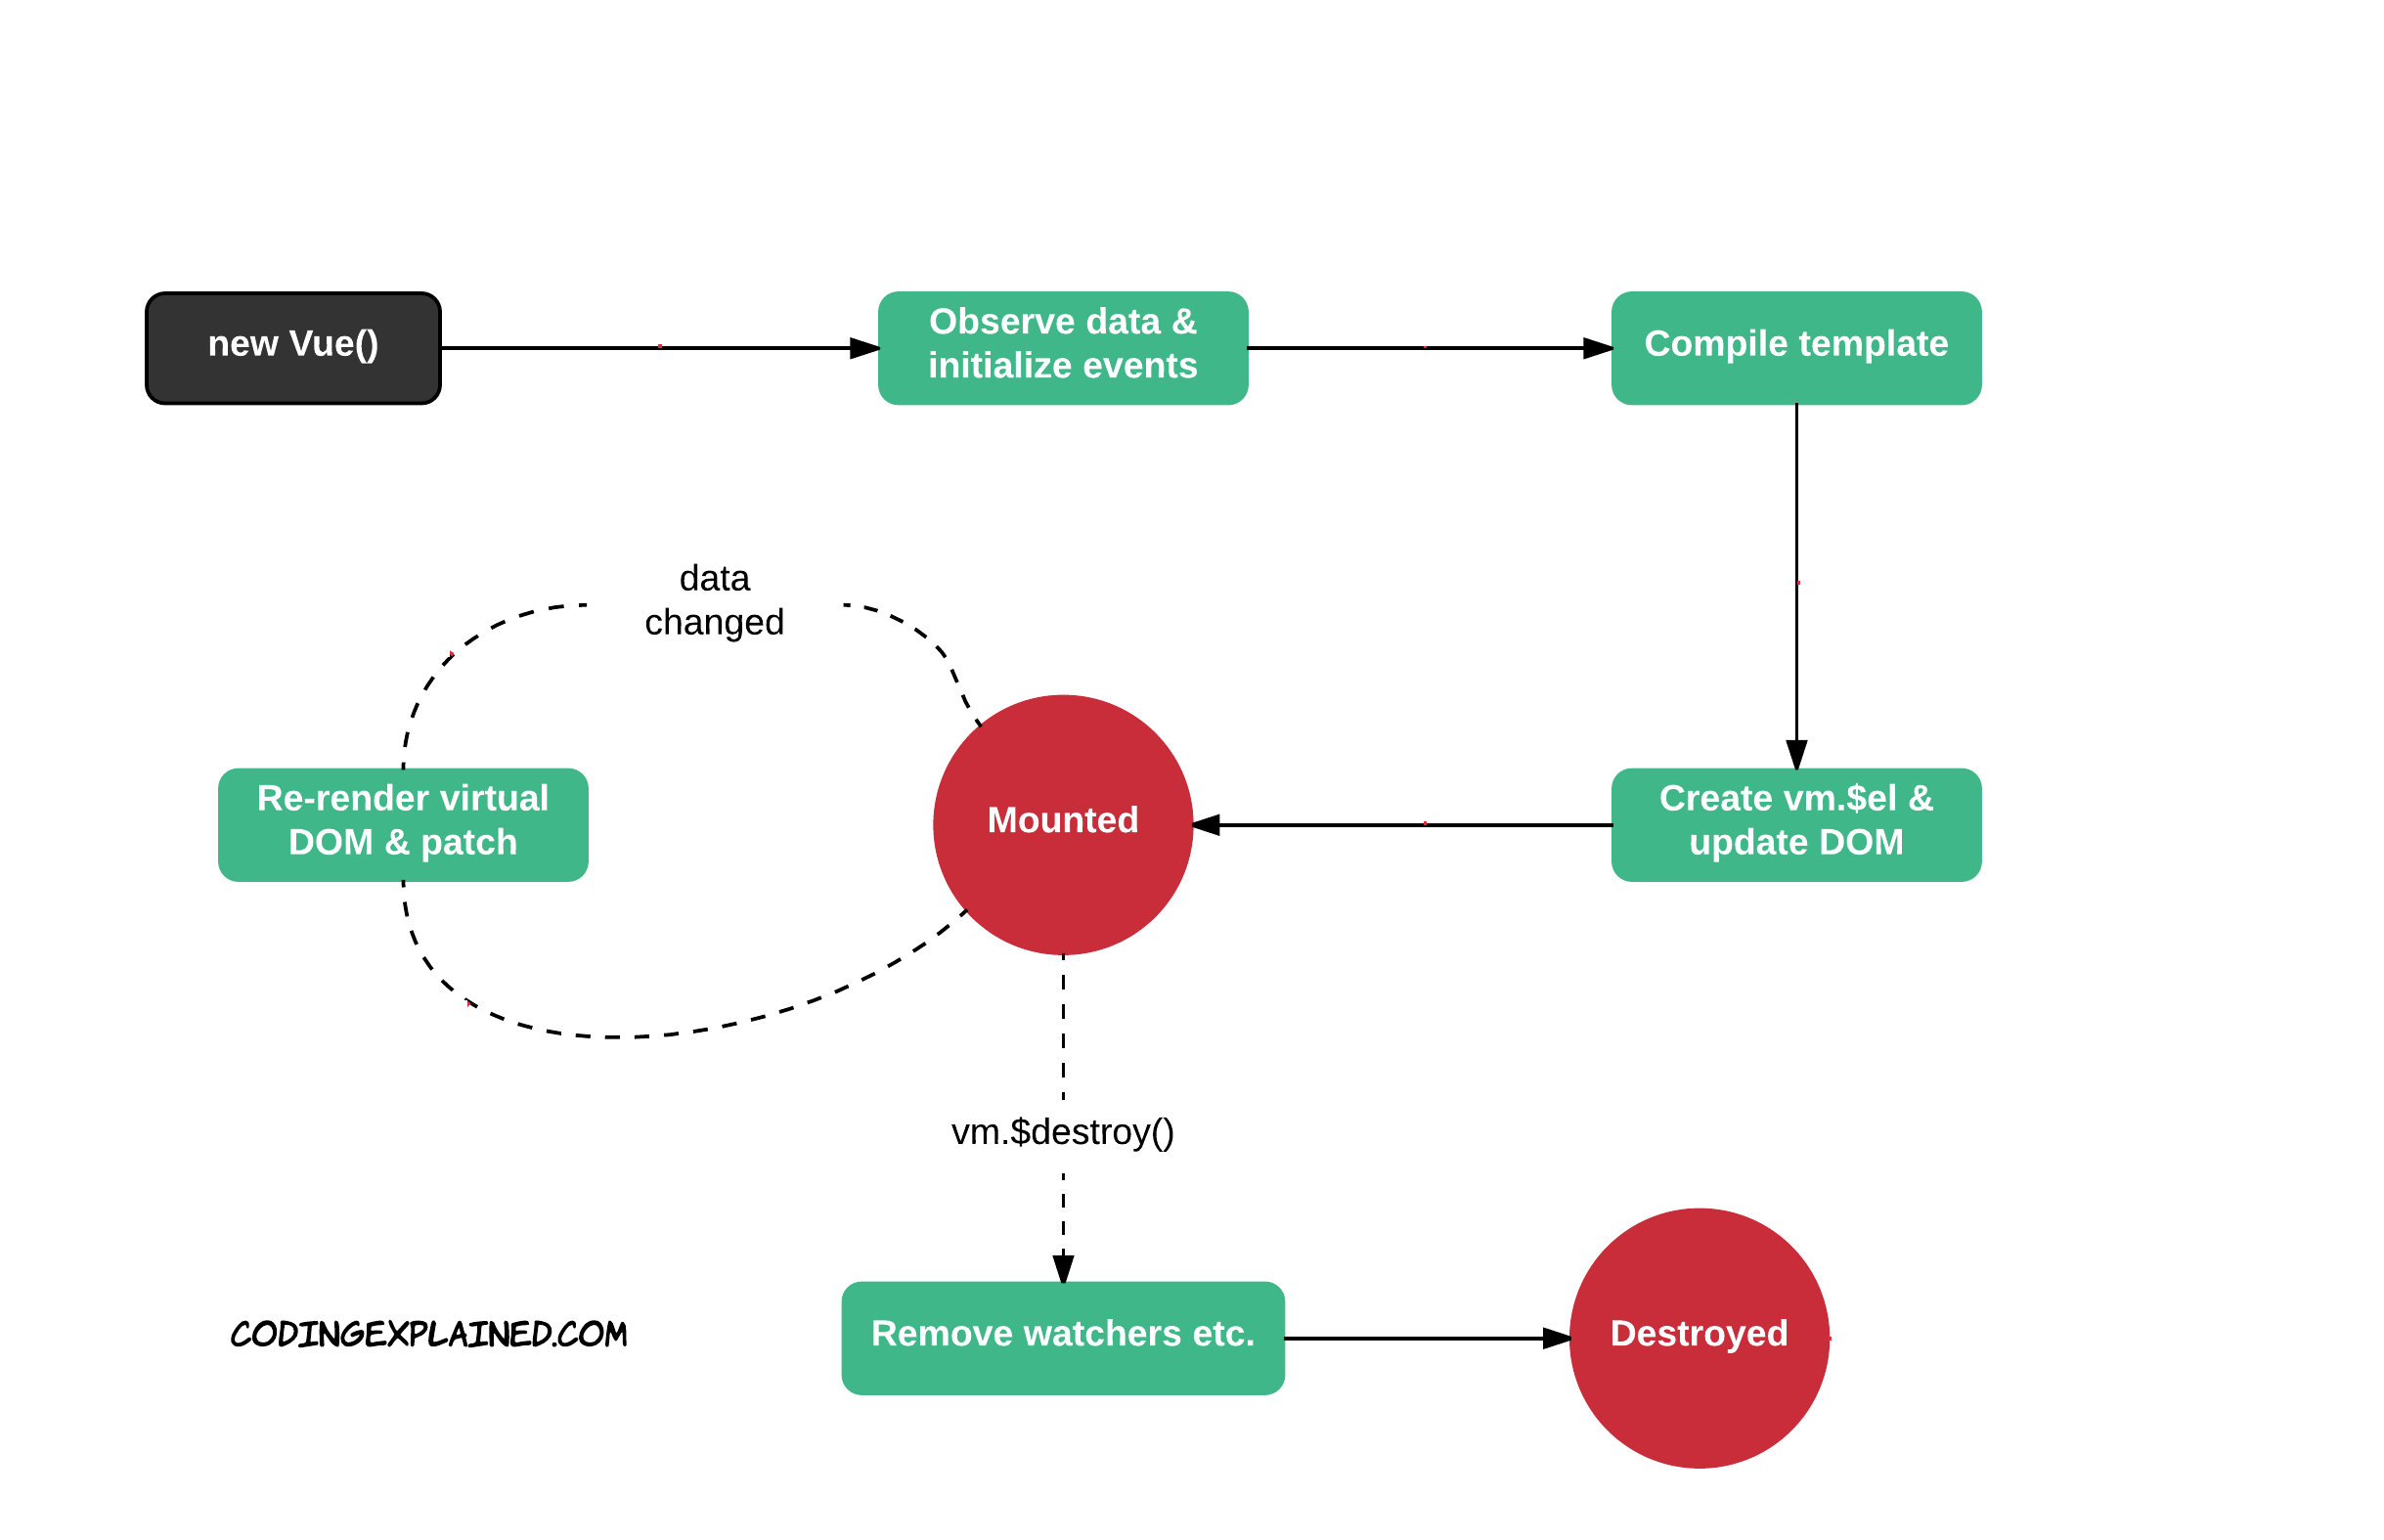 new Vue()
Observe data &
initialize events
Compile template
data
changed
Re-render virtual
DOM & patch
Mounted
Create vm.$el &
update DOM
vm.$destroy()
Remove watchers etc.
Destroyed
CODINGEXPLAINED.COM